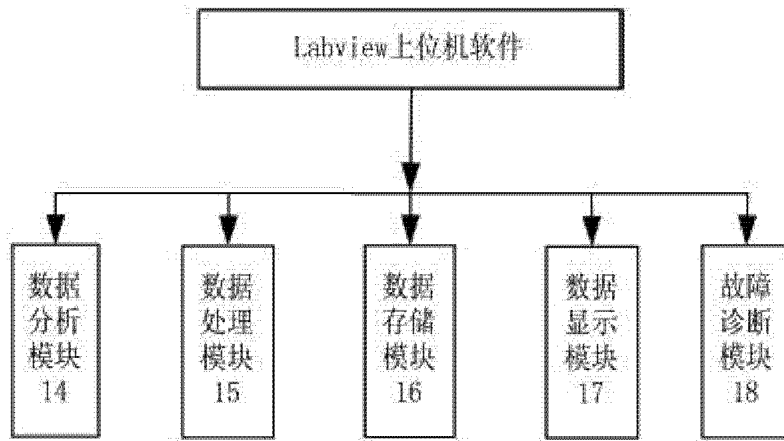 Labview上位机软件
数据
分析
模块
14
数据
处理
模块
15
数据
存储
模块
16
数据
显示
模块
17
故障
诊断
模块
18